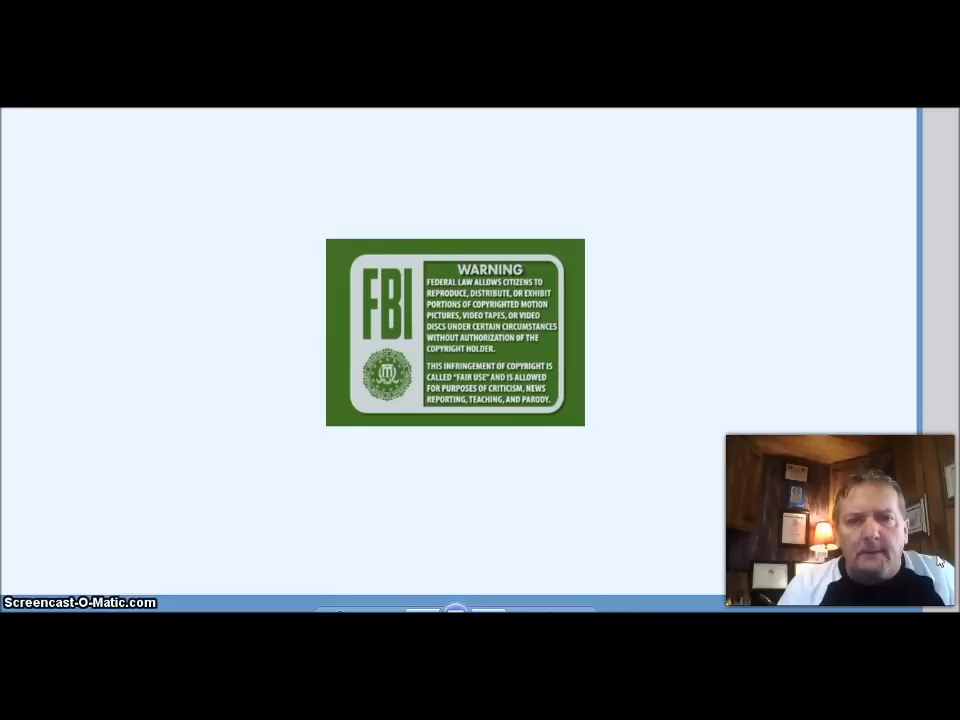 FBI
WARNING
FEDERAL LAW ALLOWS CITIZENS TO
REPRODUCE, DISTRIBUTE, OR EXHIBIT
PORTIONS OF COPYRIGHTED MOTION
PICTURES, VIDEO TAPES, OR VIDEO
DISCS UNDER CERTAIN CIRCUMSTANCES
WITHOUT AUTHORIZATION OF THE
COPYRIGHT HOLDER.
THIS INFRINGEMENT OF COPYRIGHT IS
CALLED "FAIR USE" AND IS ALLOWED
FOR PURPOSES OF CRITICISM, NEWS
REPORTING, TEACHING, AND PARODY.
Screencast-O-Matic.com